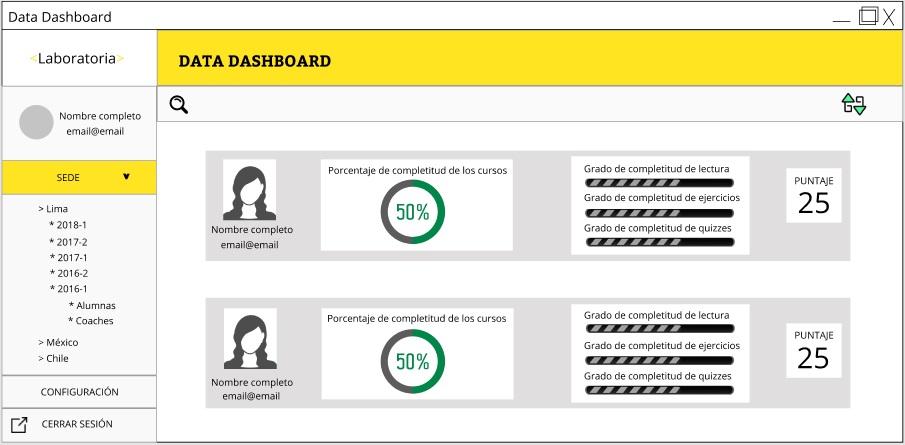 Data Dashboard
<Laboratoria>
DATA DASHBOARD
Nombre completo
email@email
SEDE
> Lima
* 2018-1
* 2017-2
* 2017-1
* 2016-2
* 2016-1
* Alumnas
* Coaches
> México
> Chile
CONFIGURACIÓN
CERRAR SESIÓN
Nombre completo
email@email
Porcentaje de completitud de los cursos
50%
Grado de completitud de lectura
Grado de completitud de ejercicios
Grado de completitud de quizzes
PUNTAJE
25
Nombre completo
email@email
Porcentaje de completitud de los cursos
50%
Grado de completitud de lectura
Grado de completitud de ejercicios
Grado de completitud de quizzes
PUNTAJE
25